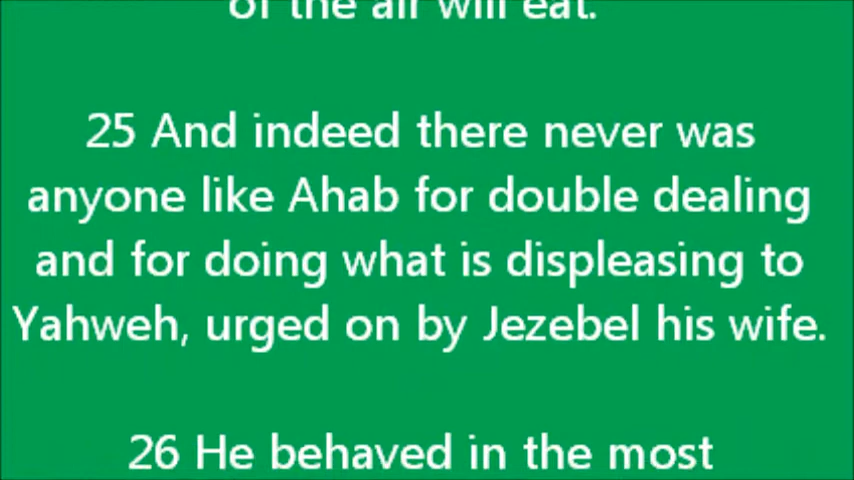 of the air will eat.
25 And indeed there never was
anyone like Ahab for double dealing
and for doing what is displeasing to
Yahweh, urged on by Jezebel his wife.
26 He behaved in the most